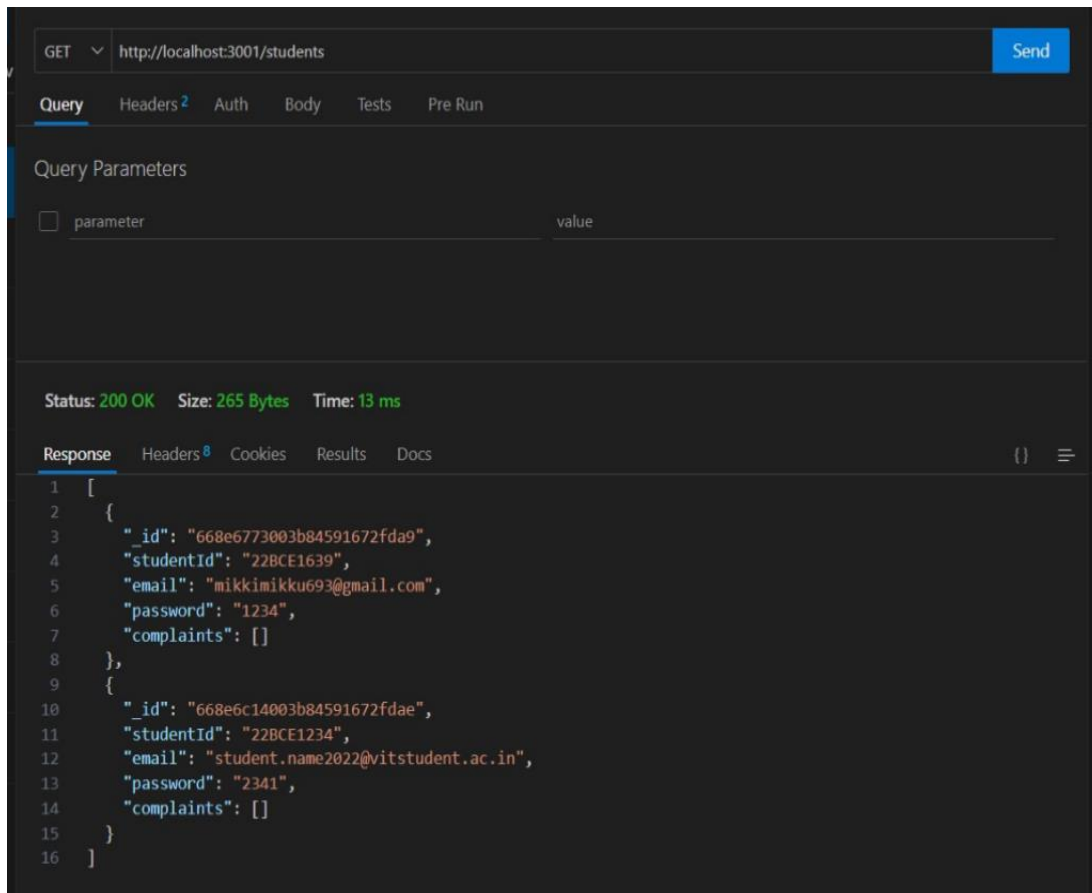 GET http://localhost:3001/students Send
Query Headers 2 Auth Body Tests Pre Run
Query Parameters
parameter value
Status: 200 OK Size: 265 Bytes Time: 13 ms
Response Headers 8 Cookies Results Docs {}
1 [
2 {
3 "_id": "668e6773003b84591672fda9",
4 "studentId": "22BCE1639",
5 "email": "mikkimikku693@gmail.com",
6 "password": "1234",
7 "complaints": []
8 },
9 {
10 "_id": "668e6c14003b84591672fdae",
11 "studentId": "22BCE1234",
12 "email": "student.name2022@vitstudent.ac.in",
13 "password": "2341",
14 "complaints": []
15 }
16 ]